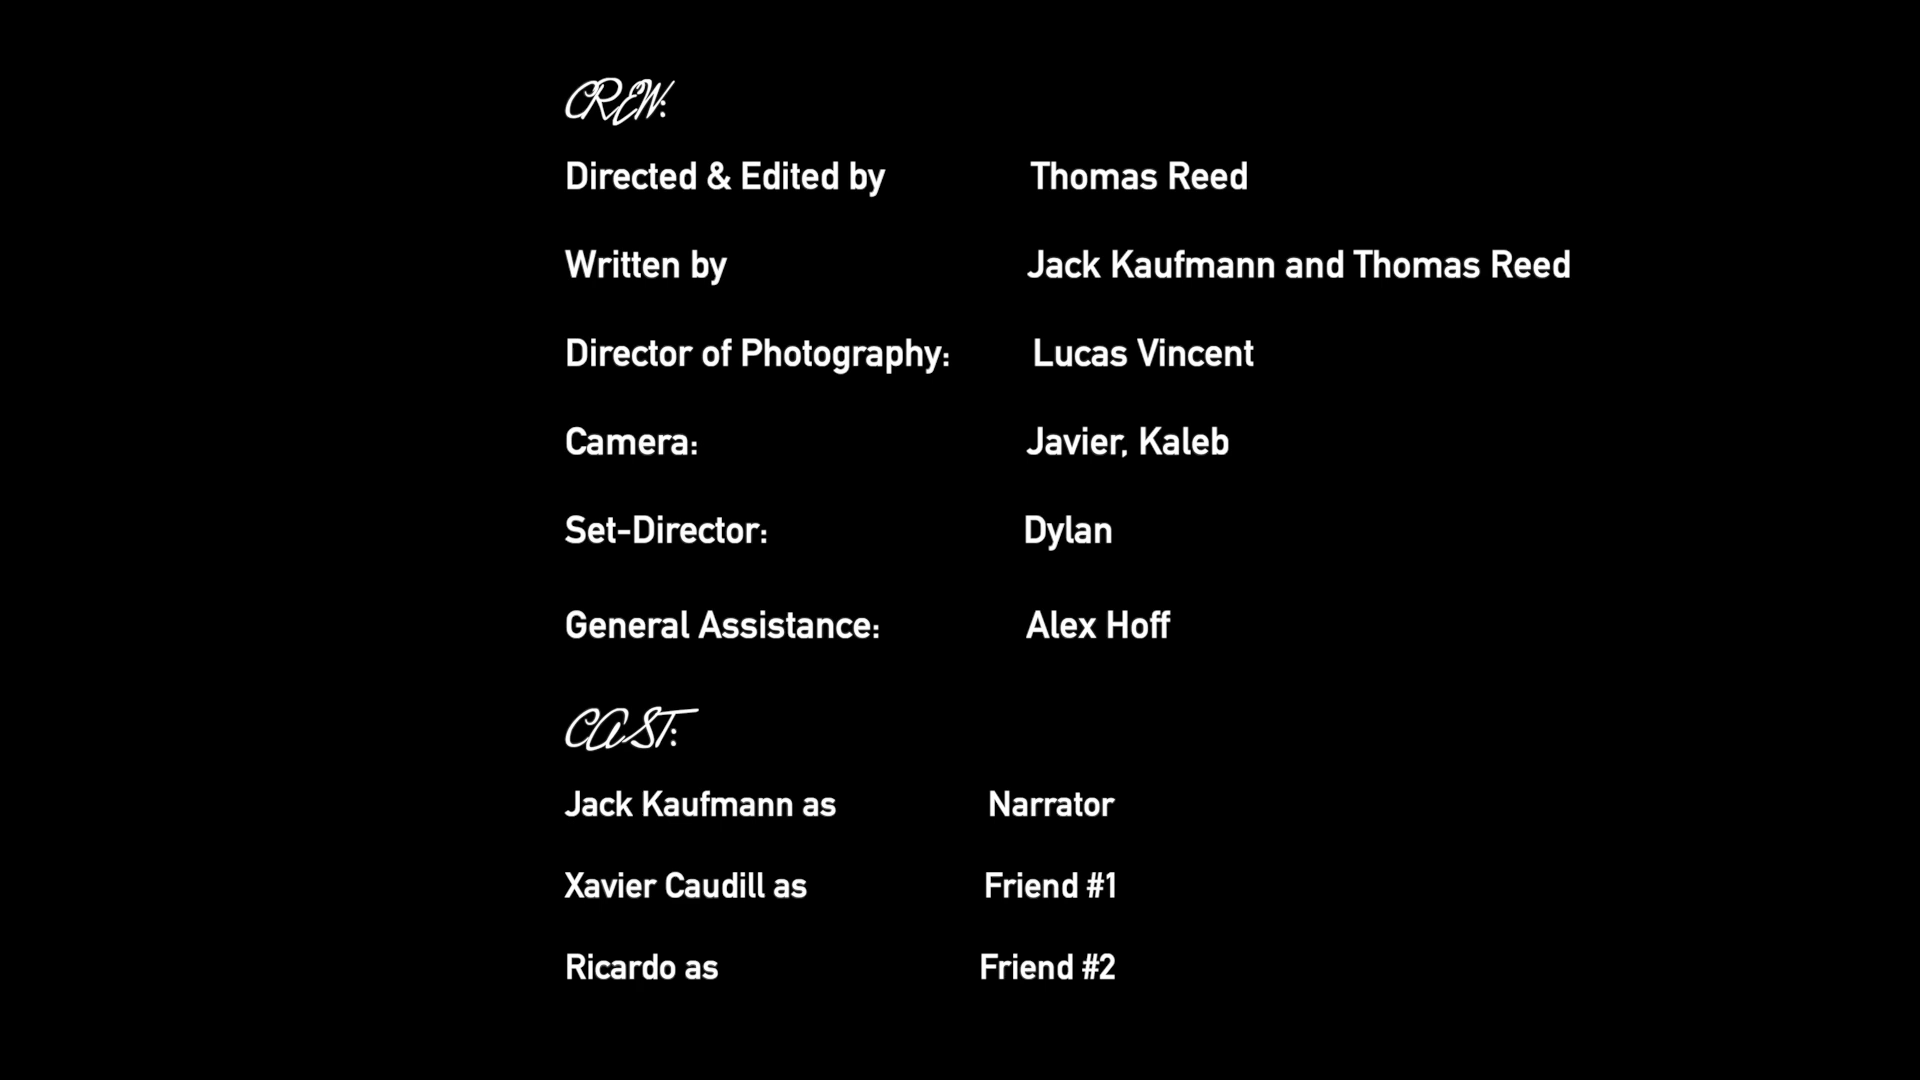 CREW:
Directed & Edited by Thomas Reed
Written by Jack Kaufmann and Thomas Reed
Director of Photography: Lucas Vincent
Camera: Javier, Kaleb
Set-Director: Dylan
General Assistance: Alex Hoff
CAST:
Jack Kaufmann as Narrator
Xavier Caudill as Friend #1
Ricardo as Friend #2